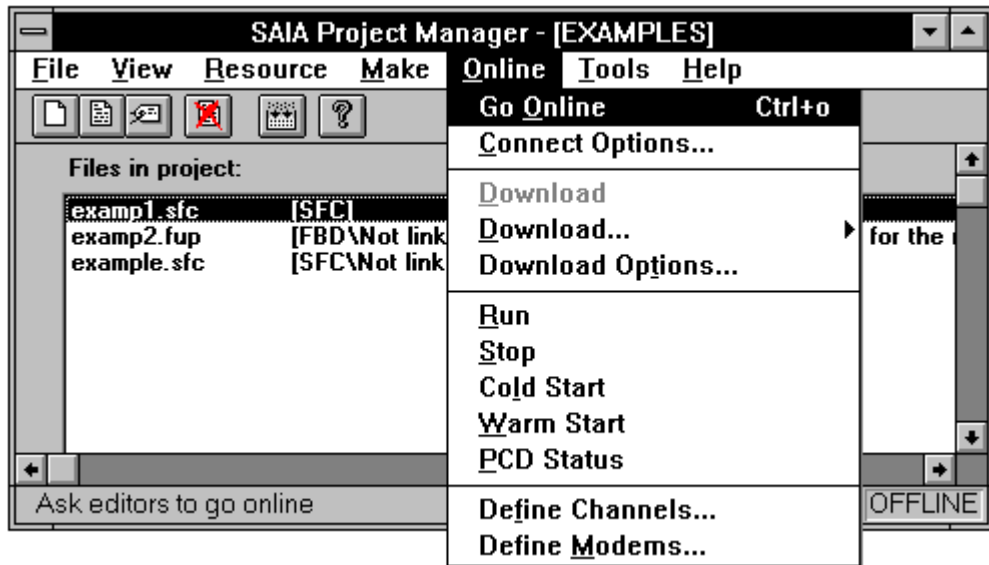 SAIA Project Manager - [EXAMPLES]
File View Resource Make Online Tools Help
Go Online Ctrl+o
Connect Options...
Download
Download...
Download Options...
Run
Stop
Cold Start
Warm Start
PCD Status
Define Channels...
Define Modems...
Files in project:
examp1.sfc [SFC]
examp2.fup [FBD\Not link for the
example.sfc [SFC\Not link
Ask editors to go online OFFLINE